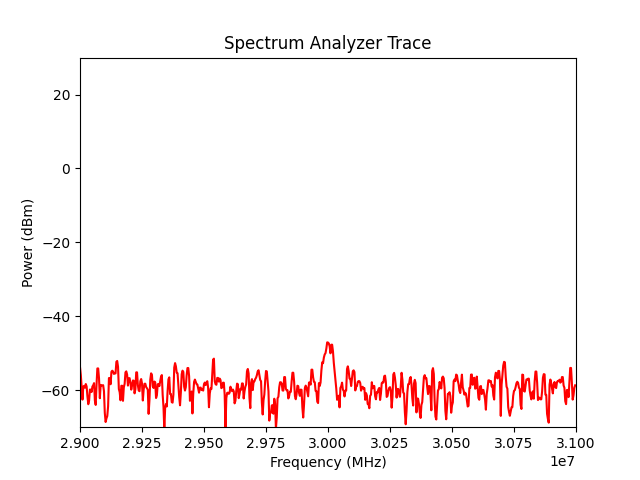 Spectrum Analyzer Trace
Power (dBm)
20
0
−20
−40
−60
2.900 2.925 2.950 2.975 3.000 3.025 3.050 3.075 3.100
1e7
Frequency (MHz)